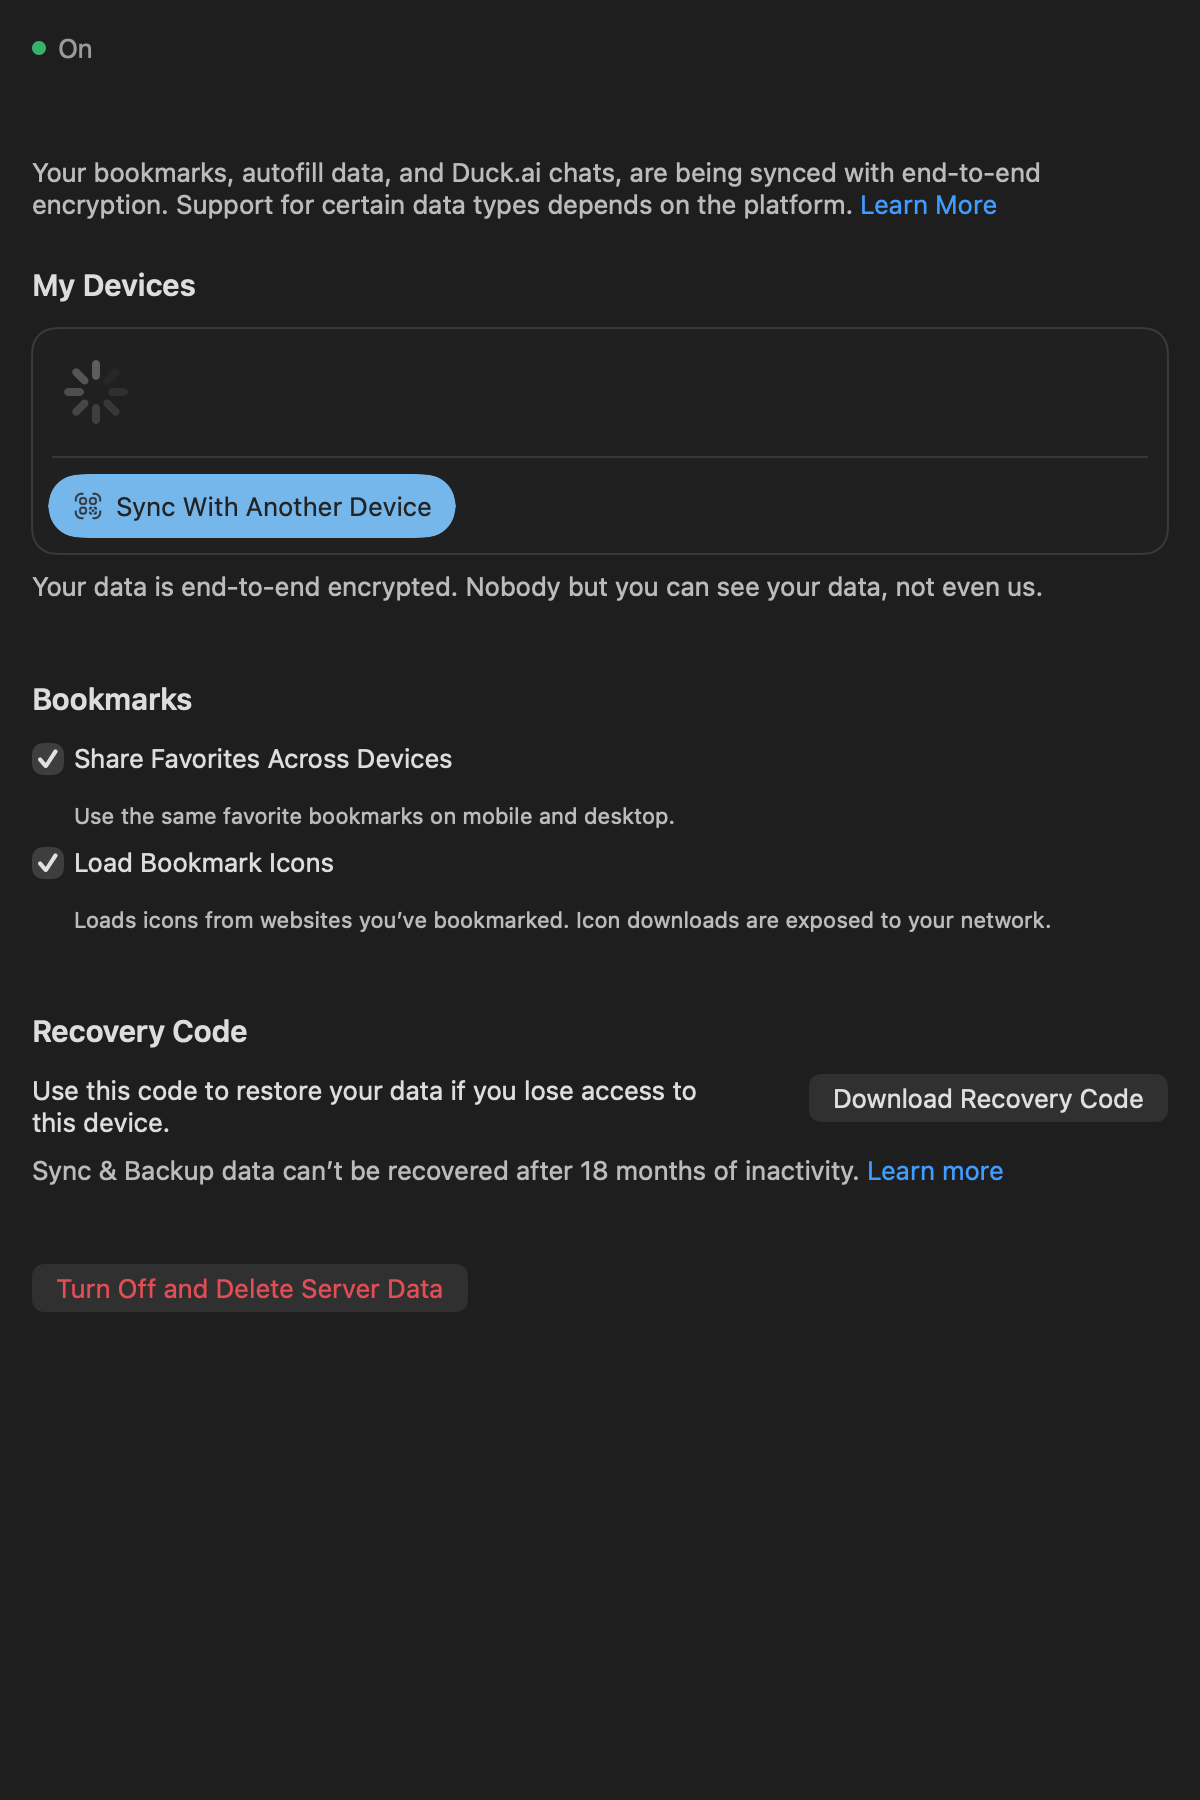 On
Your bookmarks, autofill data, and Duck.ai chats, are being synced with end-to-end
encryption. Support for certain data types depends on the platform. Learn More
My Devices
Sync With Another Device
Your data is end-to-end encrypted. Nobody but you can see your data, not even us.
Bookmarks
Share Favorites Across Devices
Use the same favorite bookmarks on mobile and desktop.
Load Bookmark Icons
Loads icons from websites you’ve bookmarked. Icon downloads are exposed to your network.
Recovery Code
Use this code to restore your data if you lose access to
this device.
Download Recovery Code
Sync & Backup data can’t be recovered after 18 months of inactivity. Learn more
Turn Off and Delete Server Data